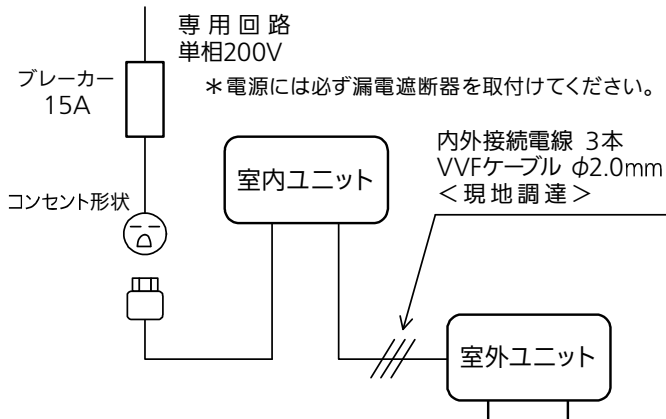 専用回路
単相200V
＊電源には必ず漏電遮断器を取付けてください。
ブレーカー
15A
内外接続電線 3本
VVFケーブル φ2.0mm
＜現地調達＞
室内ユニット
コンセント形状
室外ユニット